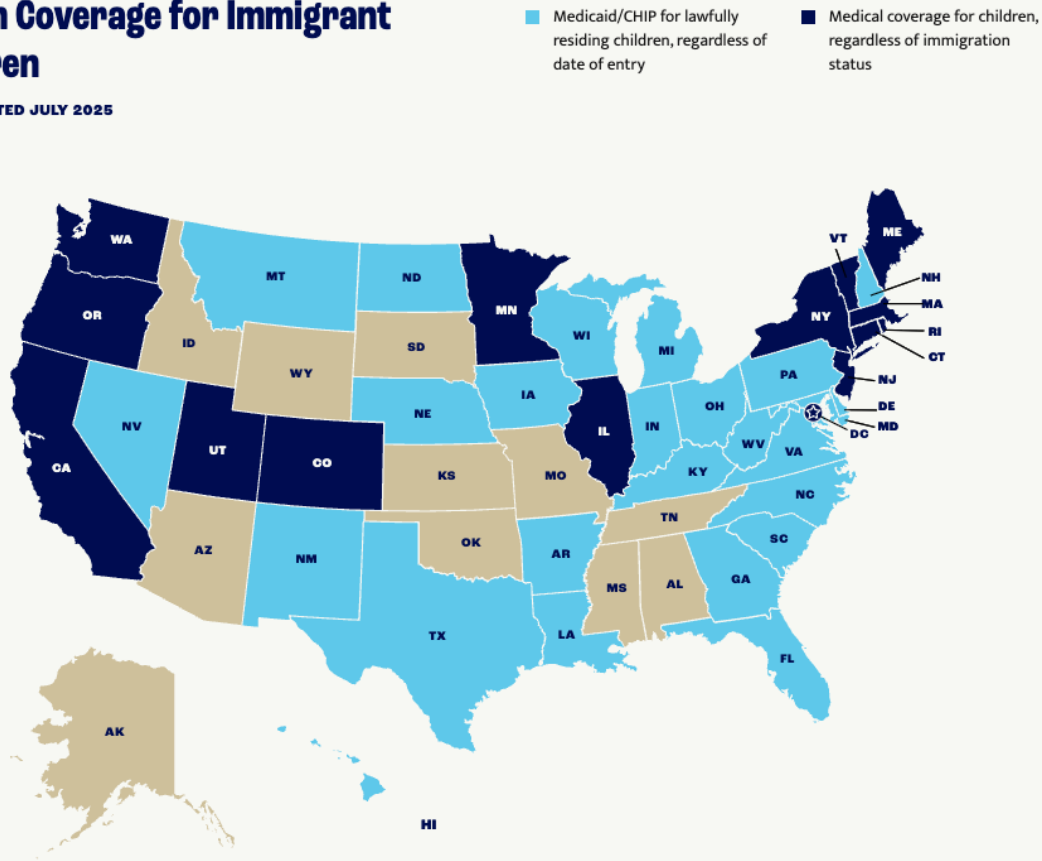 n Coverage for Immigrant
ren
TED JULY 2025
Medicaid/CHIP for lawfully
residing children, regardless of
date of entry
Medical coverage for children,
regardless of immigration
status
WA
MT
ND
MN
VT
ME
NH
MA
RI
CT
NJ
DE
MD
DC
OR
ID
WY
SD
WI
MI
NY
PA
NV
UT
CO
NE
IA
IL
IN
OH
WV
VA
CA
KS
MO
KY
NC
AZ
NM
OK
AR
TN
SC
TX
LA
MS
AL
GA
FL
AK
HI